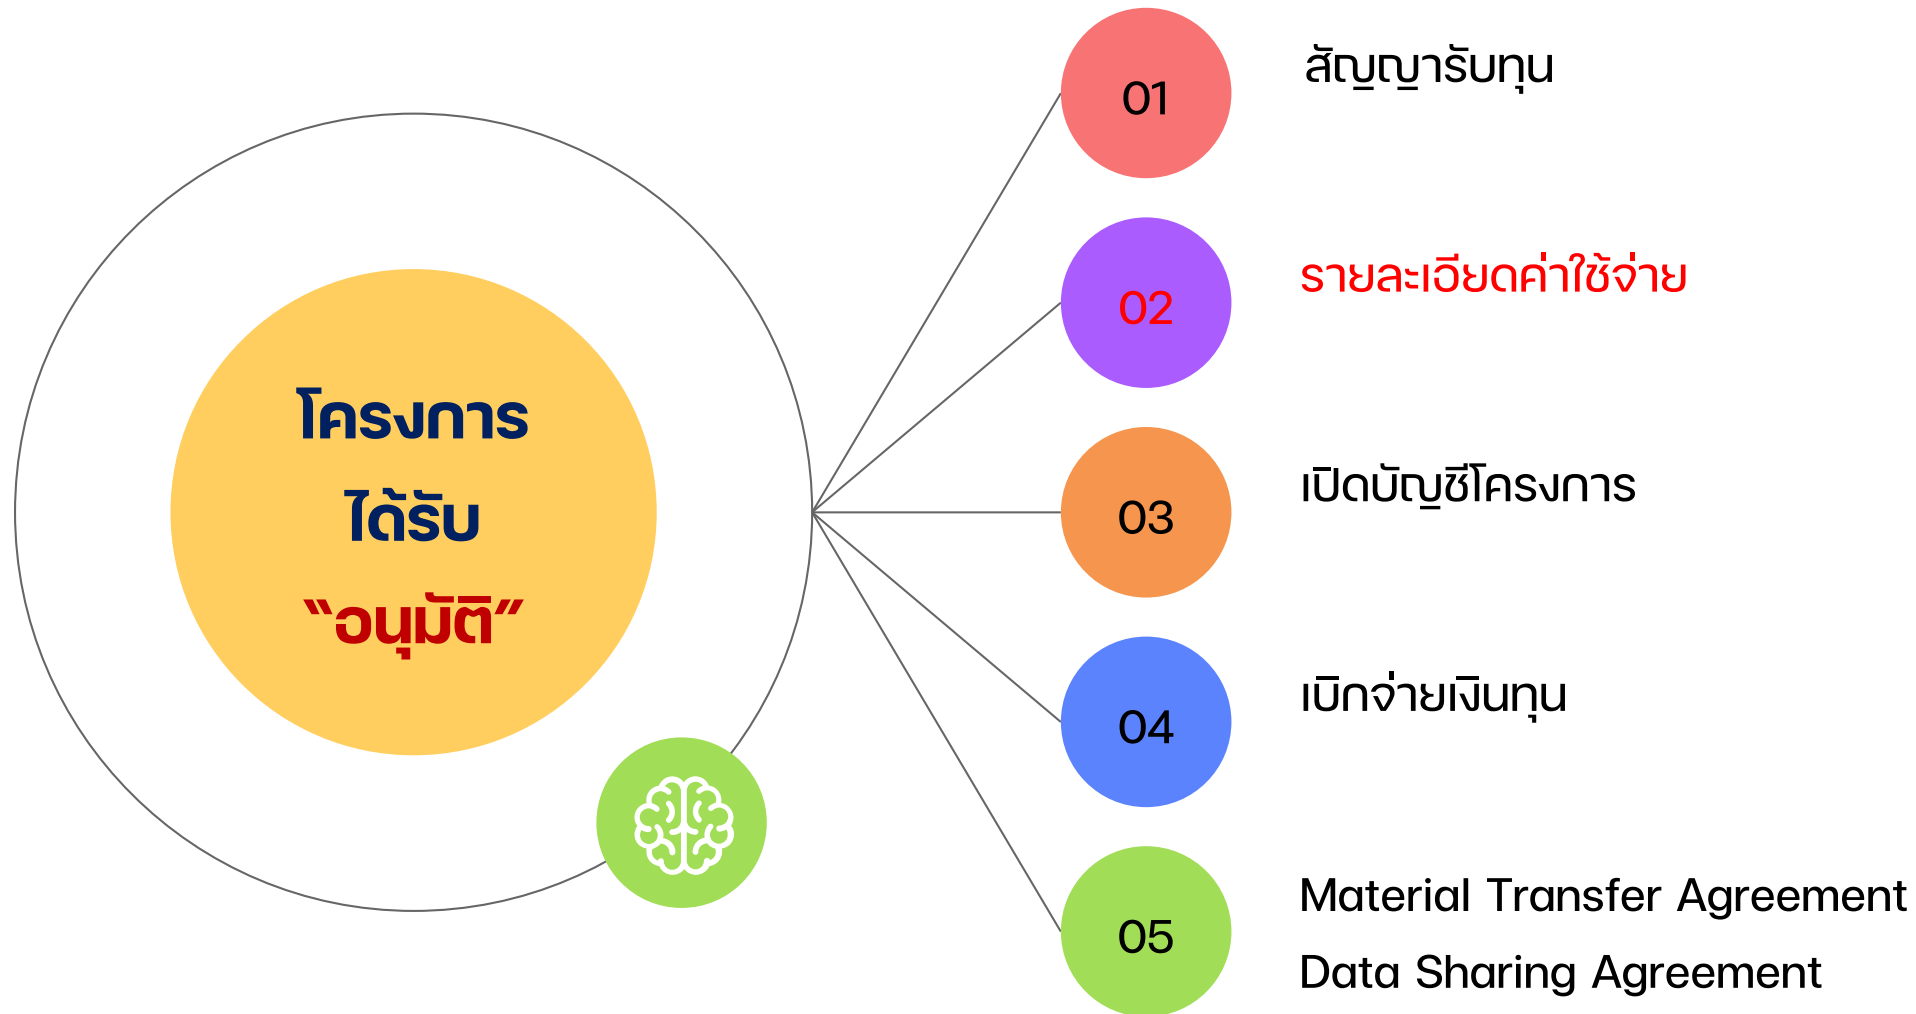 โครงการ
ได้รับ
“อนุมัติ”
01
สัญญารับทุน
02
รายละเอียดค่าใช้จ่าย
03
เปิดบัญชีโครงการ
04
เบิกจ่ายเงินทุน
05
Material Transfer Agreement
Data Sharing Agreement